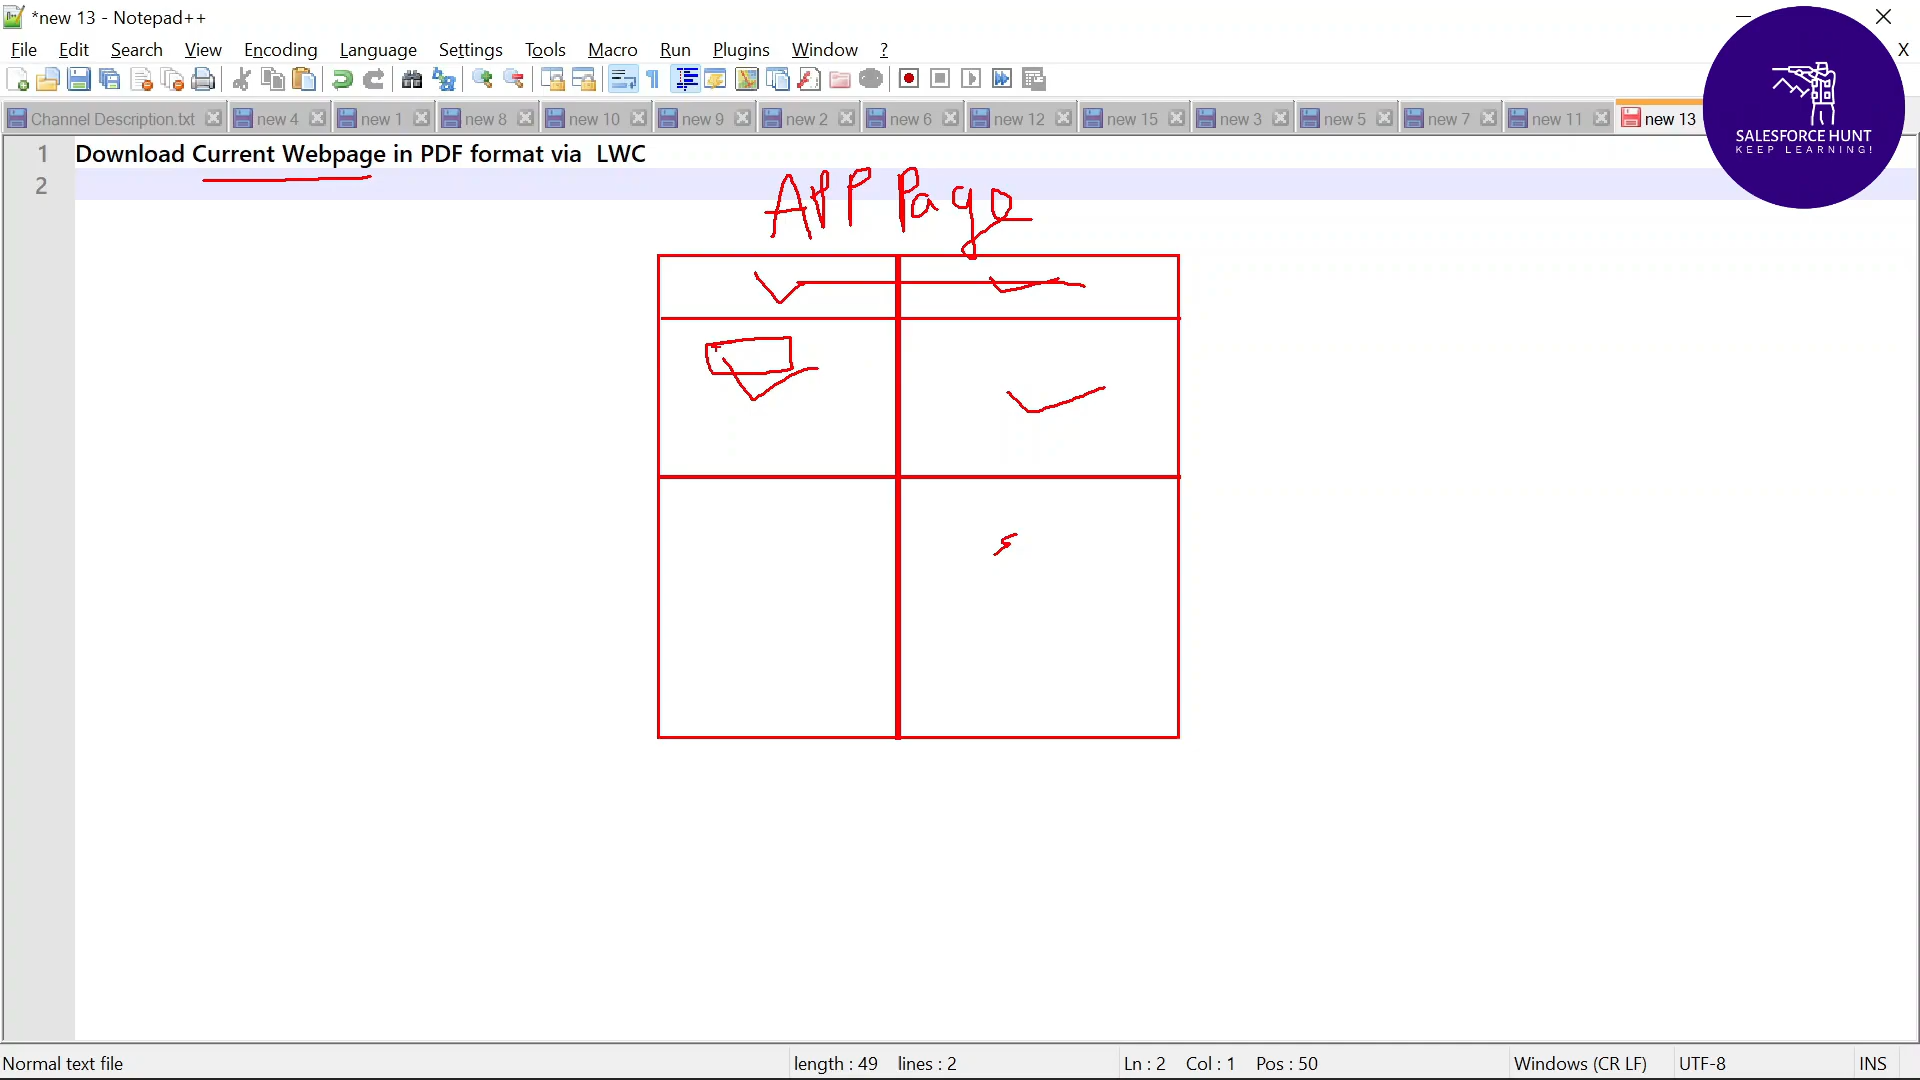 *new 13 - Notepad++
File Edit Search View Encoding Language Settings Tools Macro Run Plugins Window ? X
Channel Description.txt new 4 new 1 new 8 new 10 new 9 new 2 new 6 new 12 new 15 new 3 new 5 new 7 new 11 new 13
SALESFORCE HUNT
KEEP LEARNING!
1 Download Current Webpage in PDF format via LWC
2
APP Page
Normal text file length : 49 lines : 2 Ln : 2 Col : 1 Pos : 50 Windows (CR LF) UTF-8 INS